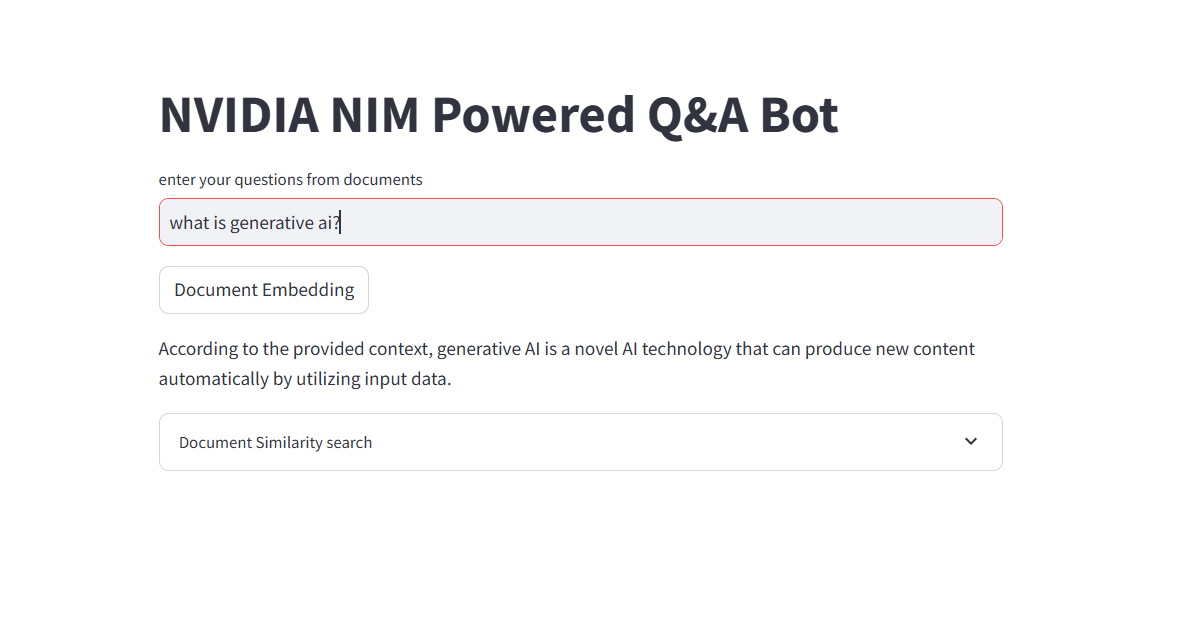 NVIDIA NIM Powered Q&A Bot
enter your questions from documents
what is generative ai?
Document Embedding
According to the provided context, generative AI is a novel AI technology that can produce new content
automatically by utilizing input data.
Document Similarity search